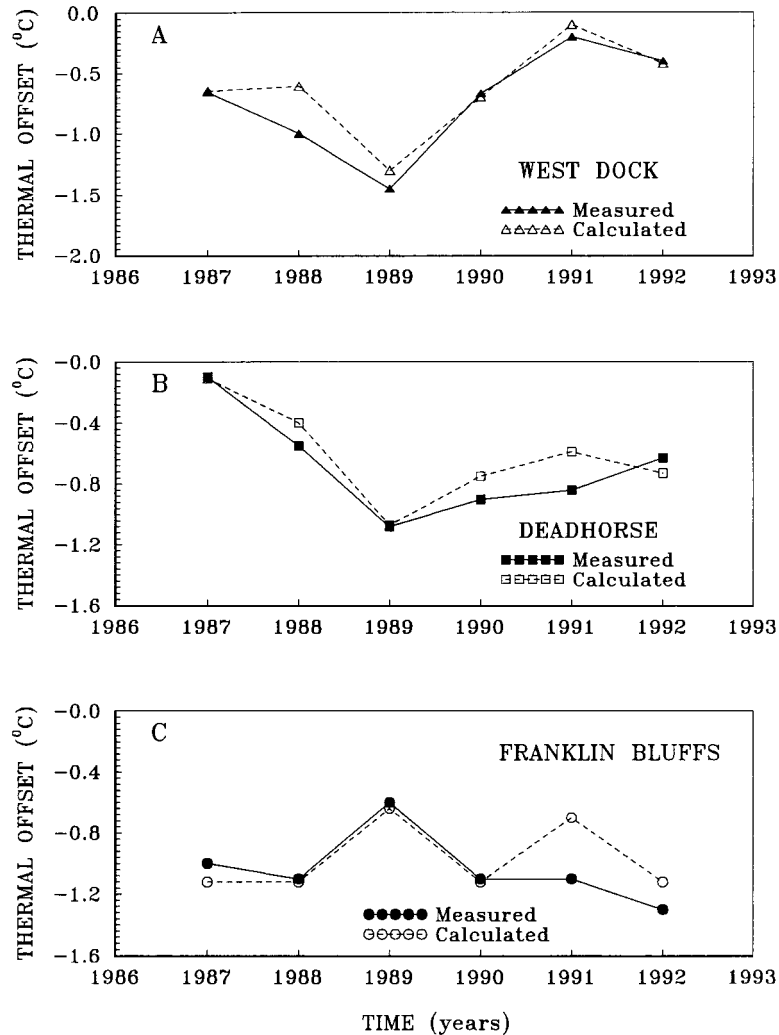 A
THERMAL OFFSET (⁰C)
0.0
−0.5
−1.0
−1.5
−2.0
WEST DOCK
Measured
Calculated
1986 1987 1988 1989 1990 1991 1992 1993
B
THERMAL OFFSET (⁰C)
−0.0
−0.4
−0.8
−1.2
−1.6
DEADHORSE
Measured
Calculated
1986 1987 1988 1989 1990 1991 1992 1993
C
THERMAL OFFSET (⁰C)
−0.0
−0.4
−0.8
−1.2
−1.6
FRANKLIN BLUFFS
Measured
Calculated
1986 1987 1988 1989 1990 1991 1992 1993
TIME (years)